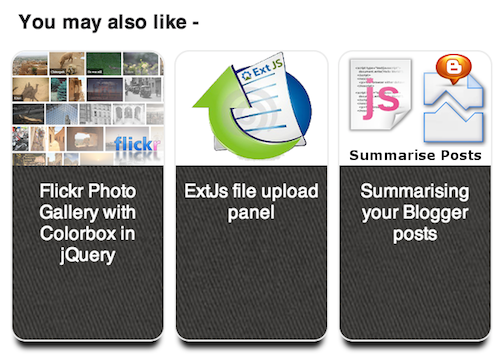 You may also like -
flickr
Flickr Photo
Gallery with
Colorbox in
jQuery
Ext JS
ExtJs file upload
panel
js
B
Summarise Posts
Summarising
your Blogger
posts